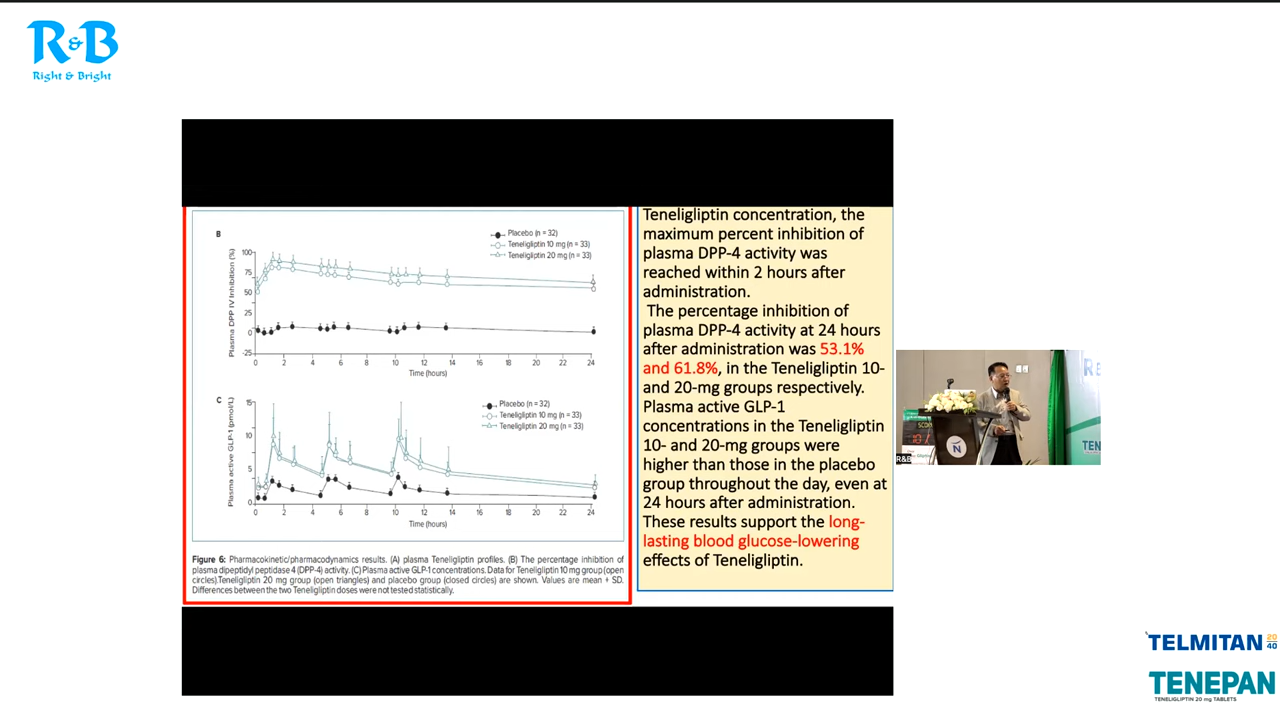 R&B
Right & Bright
B
Placebo (n = 32)
Teneligliptin 10 mg (n = 33)
Teneligliptin 20 mg (n = 33)
Plasma DPP IV Inhibition (%)
100
75
50
25
0
-25
0 2 4 6 8 10 12 14 16 18 20 22 24
Time (hours)
C
Placebo (n = 32)
Teneligliptin 10 mg (n = 33)
Teneligliptin 20 mg (n = 33)
Plasma active GLP-1 (pmol/L)
15
10
5
0
0 2 4 6 8 10 12 14 16 18 20 22 24
Time (hours)
Figure 6: Pharmacokinetic/pharmacodynamics results. (A) plasma Teneligliptin profiles. (B) The percentage inhibition of
plasma dipeptidyl peptidase 4 (DPP-4) activity. (C) Plasma active GLP-1 concentrations. Data for Teneligliptin 10 mg group (open
circles).Teneligliptin 20 mg group (open triangles) and placebo group (closed circles) are shown. Values are mean + SD.
Differences between the two Teneligliptin doses were not tested statistically.
Teneligliptin concentration, the
maximum percent inhibition of
plasma DPP-4 activity was
reached within 2 hours after
administration.
The percentage inhibition of
plasma DPP-4 activity at 24 hours
after administration was 53.1%
and 61.8%, in the Teneligliptin 10-
and 20-mg groups respectively.
Plasma active GLP-1
concentrations in the Teneligliptin
10- and 20-mg groups were
higher than those in the placebo
group throughout the day, even at
24 hours after administration.
These results support the long-
lasting blood glucose-lowering
effects of Teneligliptin.
R&B
N
TEN
TELMITAN 20 40
TENEPAN
TENELIGLIPTIN 20 mg TABLETS